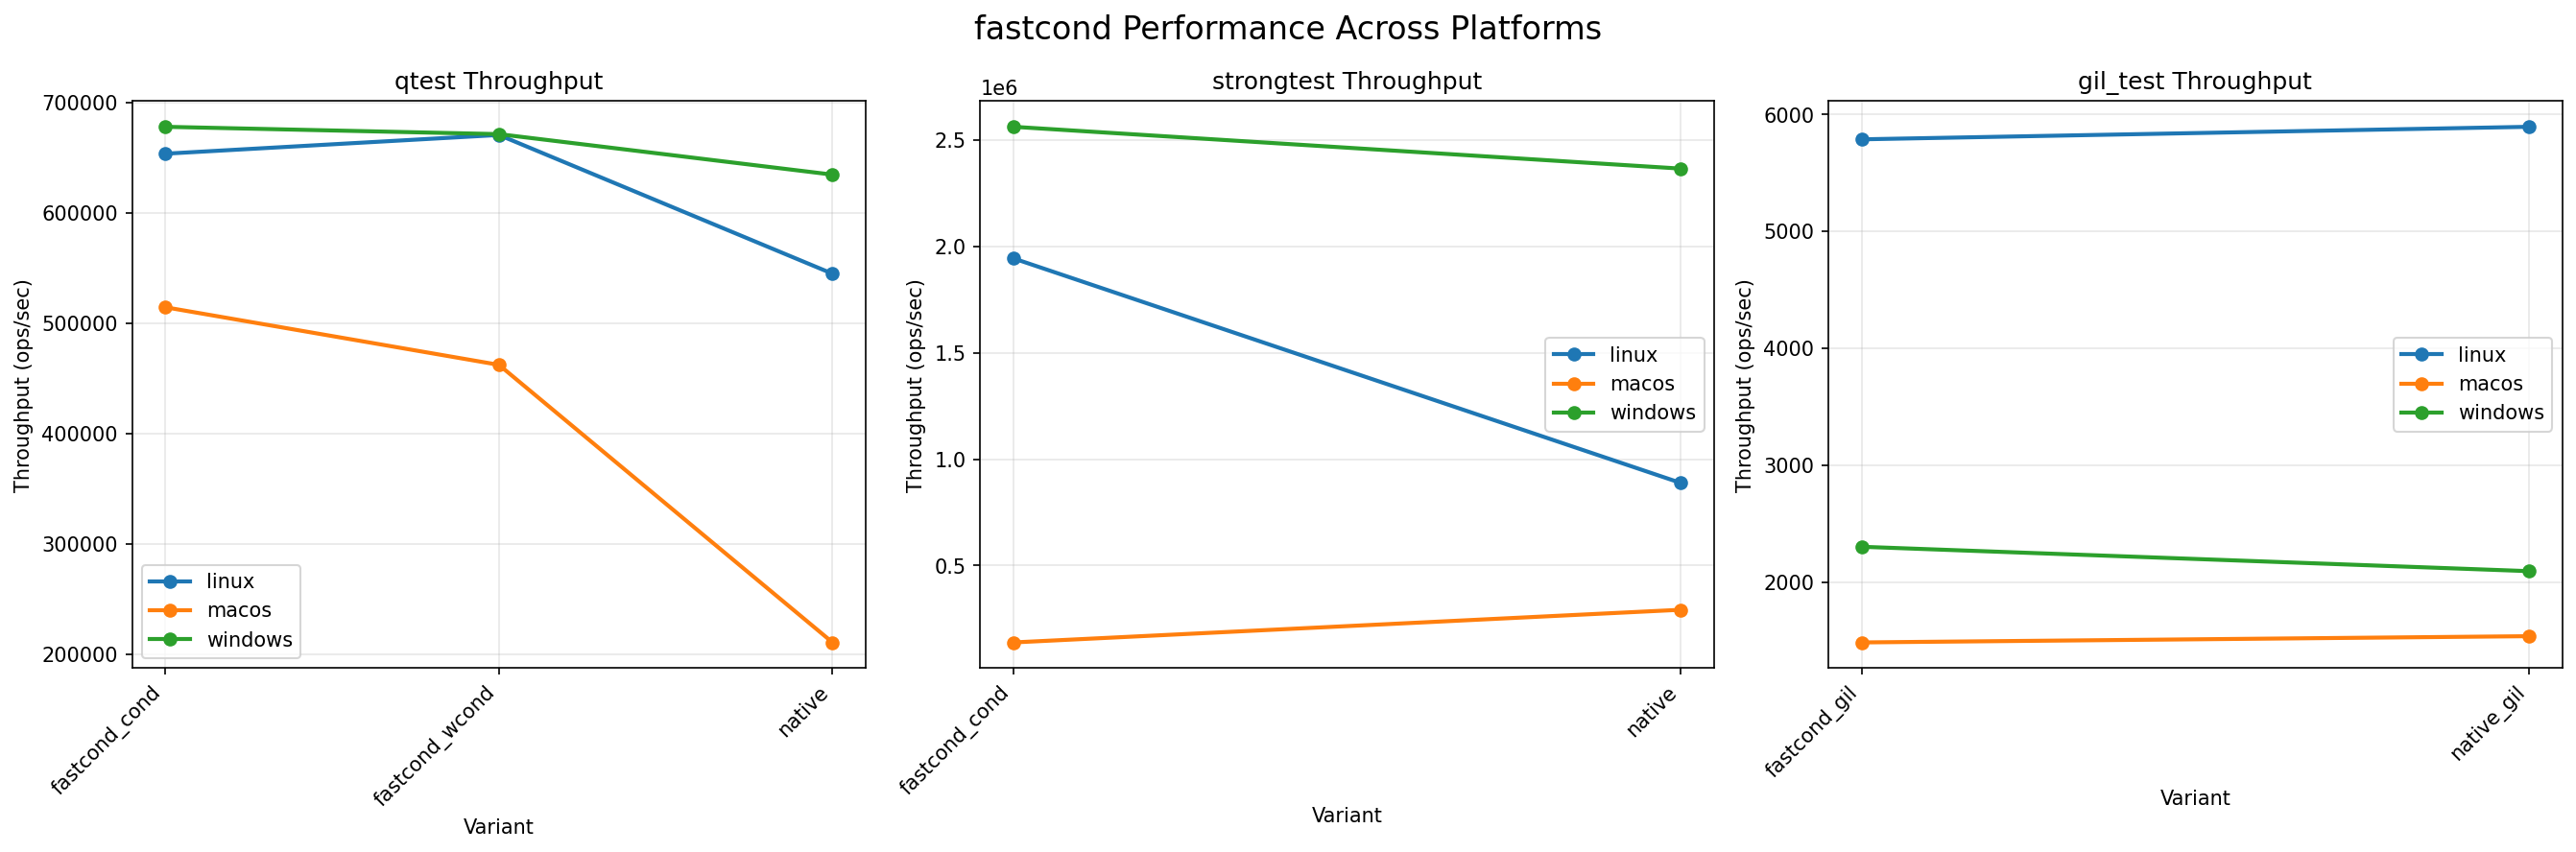 fastcond Performance Across Platforms
qtest Throughput
700000
600000
500000
400000
300000
200000
Throughput (ops/sec)
linux
macos
windows
fastcond_cond
fastcond_wcond
native
Variant
strongtest Throughput
1e6
2.5
2.0
1.5
1.0
0.5
Throughput (ops/sec)
linux
macos
windows
fastcond_cond
native
Variant
gil_test Throughput
6000
5000
4000
3000
2000
Throughput (ops/sec)
linux
macos
windows
fastcond_gil
native_gil
Variant